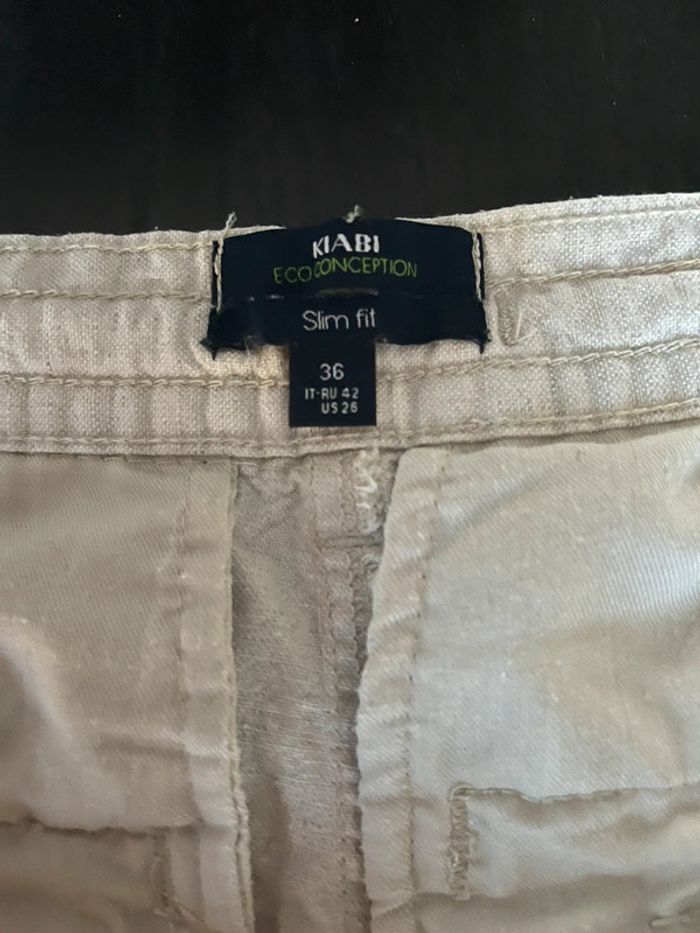 KIABI
ECOCONCEPTION
Slim fit
36
IT-RU 42
US 26